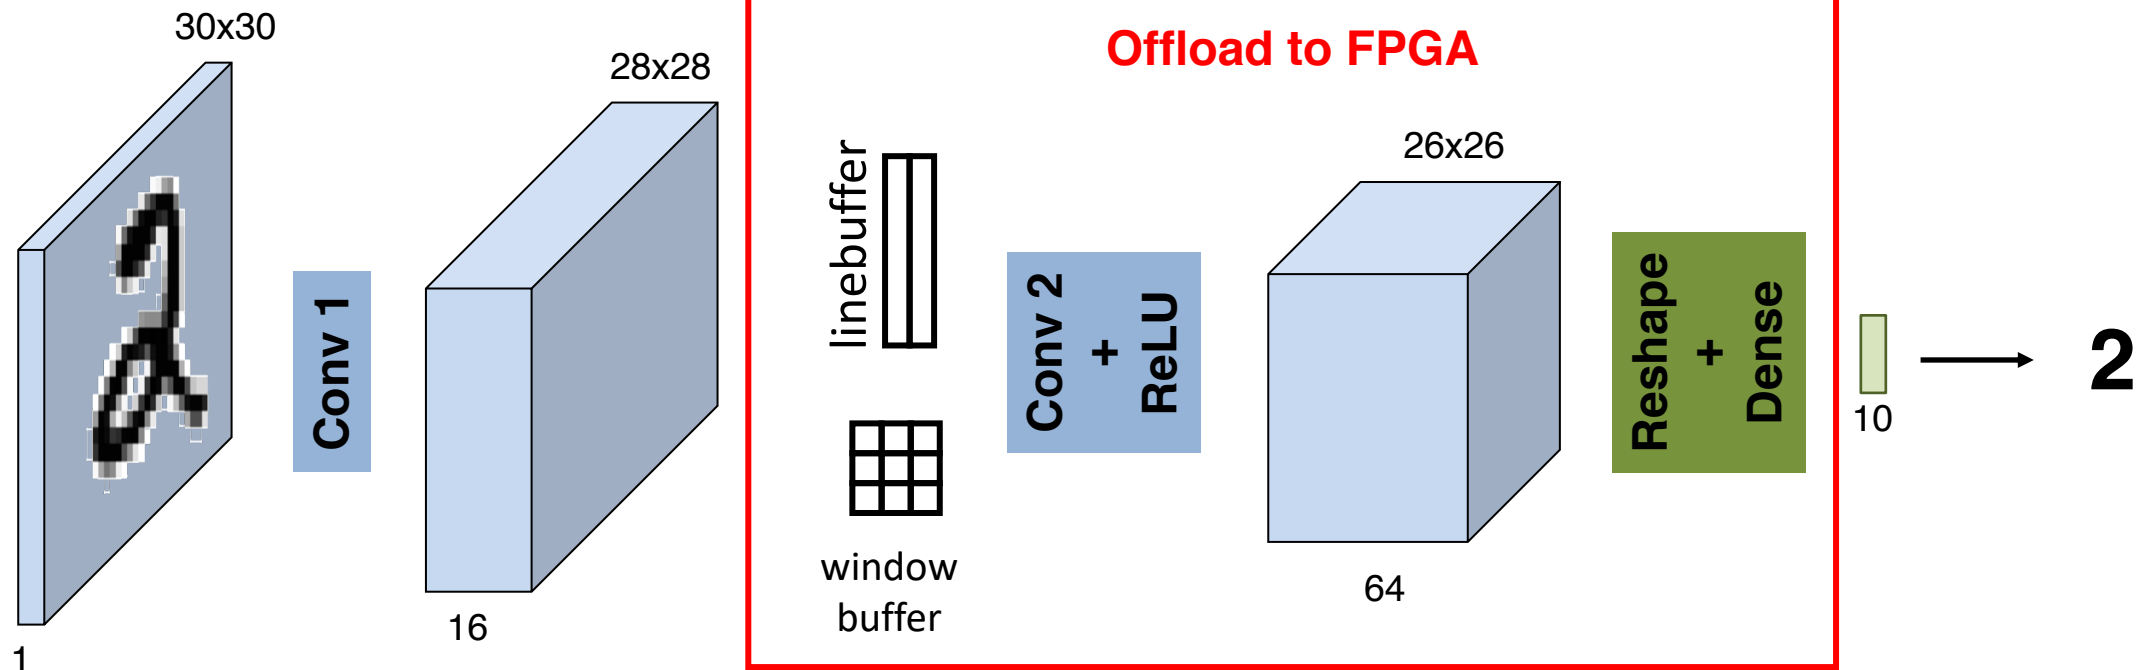 30x30
1
Conv 1
28x28
16
Offload to FPGA
linebuffer
window
buffer
Conv 2
+
ReLU
26x26
64
Reshape
+
Dense
10
2